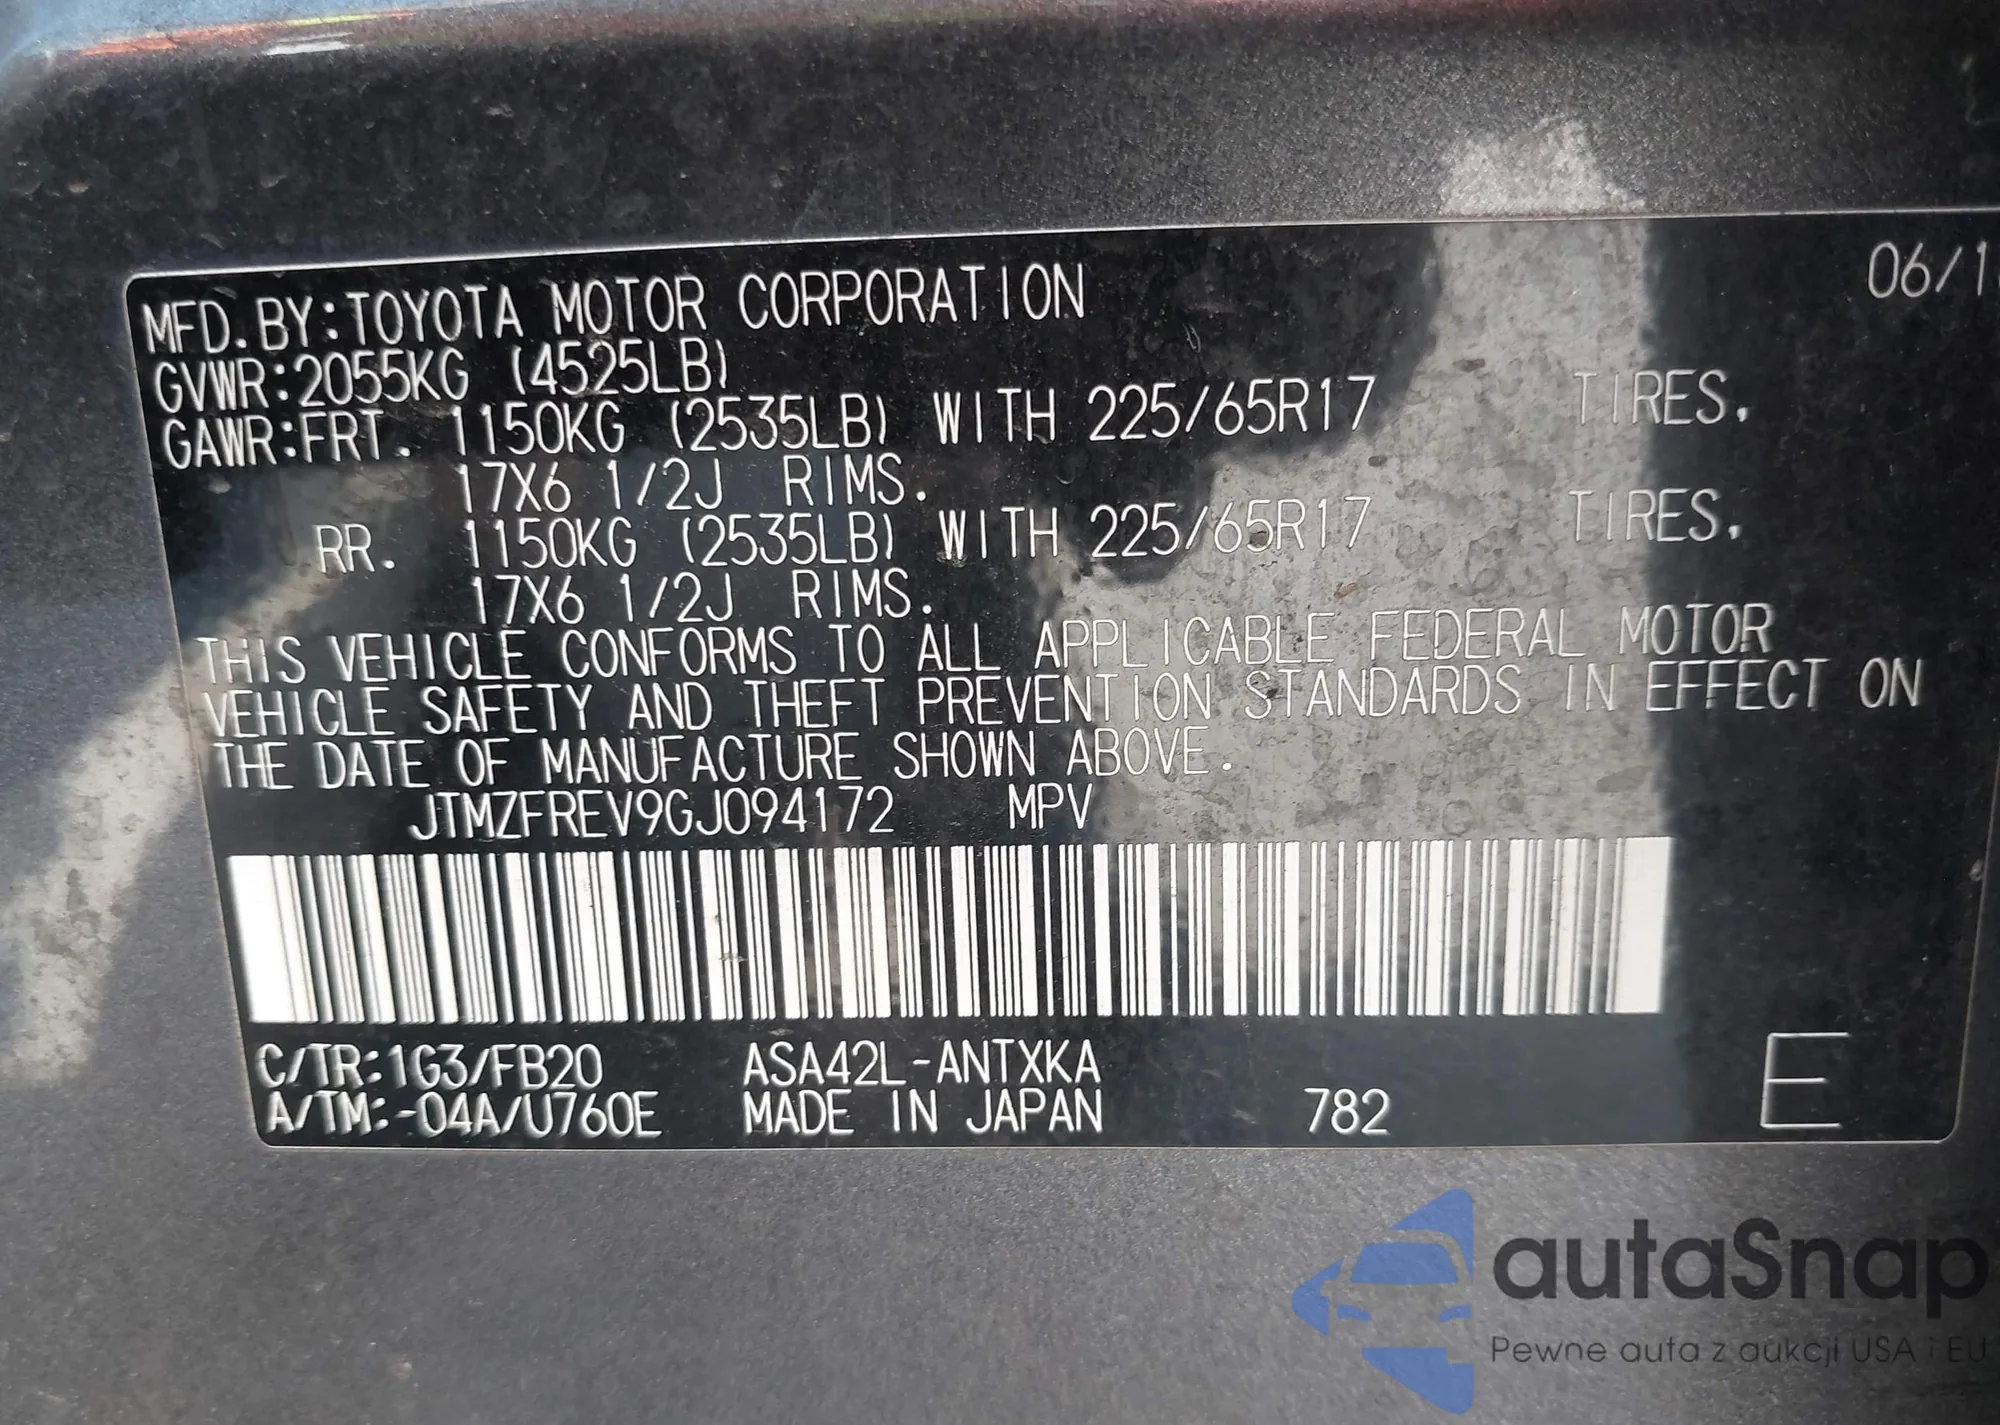 06/1
MFD.BY:TOYOTA MOTOR CORPORATION
GVWR:2055KG (4525LB)
GAWR:FRT. 1150KG (2535LB) WITH 225/65R17 TIRES,
17X6 1/2J RIMS.
RR. 1150KG (2535LB) WITH 225/65R17 TIRES,
17X6 1/2J RIMS.
THIS VEHICLE CONFORMS TO ALL APPLICABLE FEDERAL MOTOR
VEHICLE SAFETY AND THEFT PREVENTION STANDARDS IN EFFECT ON
THE DATE OF MANUFACTURE SHOWN ABOVE.
JTMZFREV9GJ094172 MPV
C/TR:1G3/FB20 ASA42L-ANTXKA
A/TM:-04A/U760E MADE IN JAPAN 782 E
autaSnap
Pewne auta z aukcji USA i EU